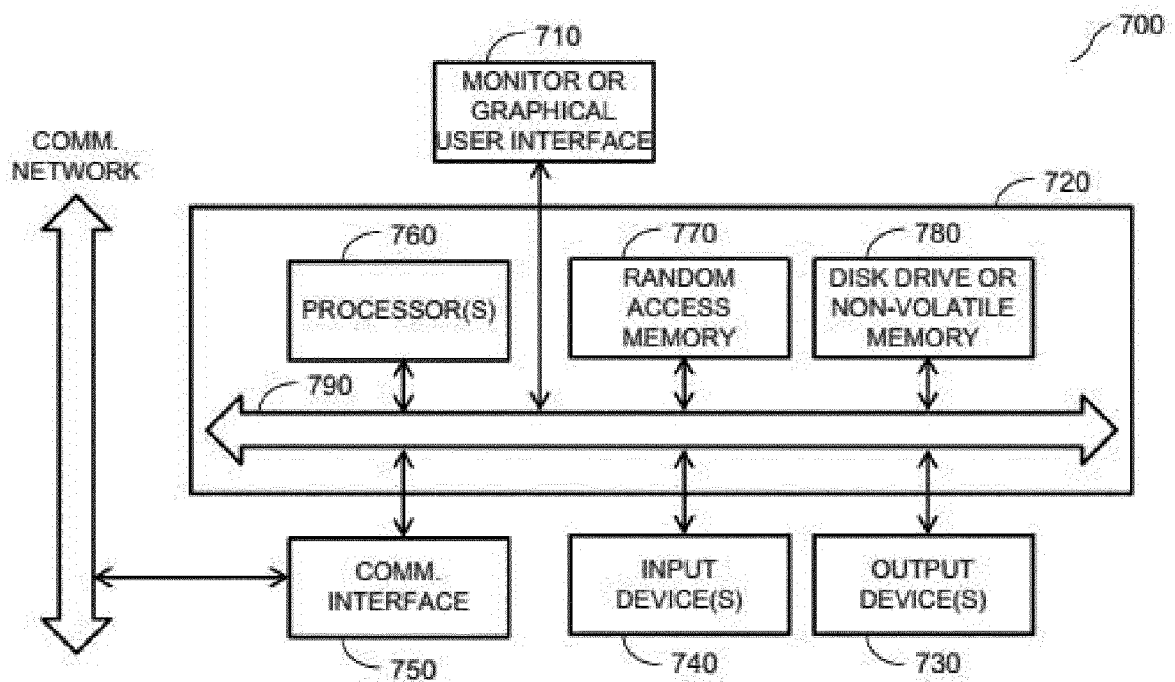 700
710
MONITOR OR
GRAPHICAL
USER INTERFACE
COMM.
NETWORK
720
760
PROCESSOR(S)
770
RANDOM
ACCESS
MEMORY
780
DISK DRIVE OR
NON-VOLATILE
MEMORY
790
COMM.
INTERFACE
750
INPUT
DEVICE(S)
740
OUTPUT
DEVICE(S)
730